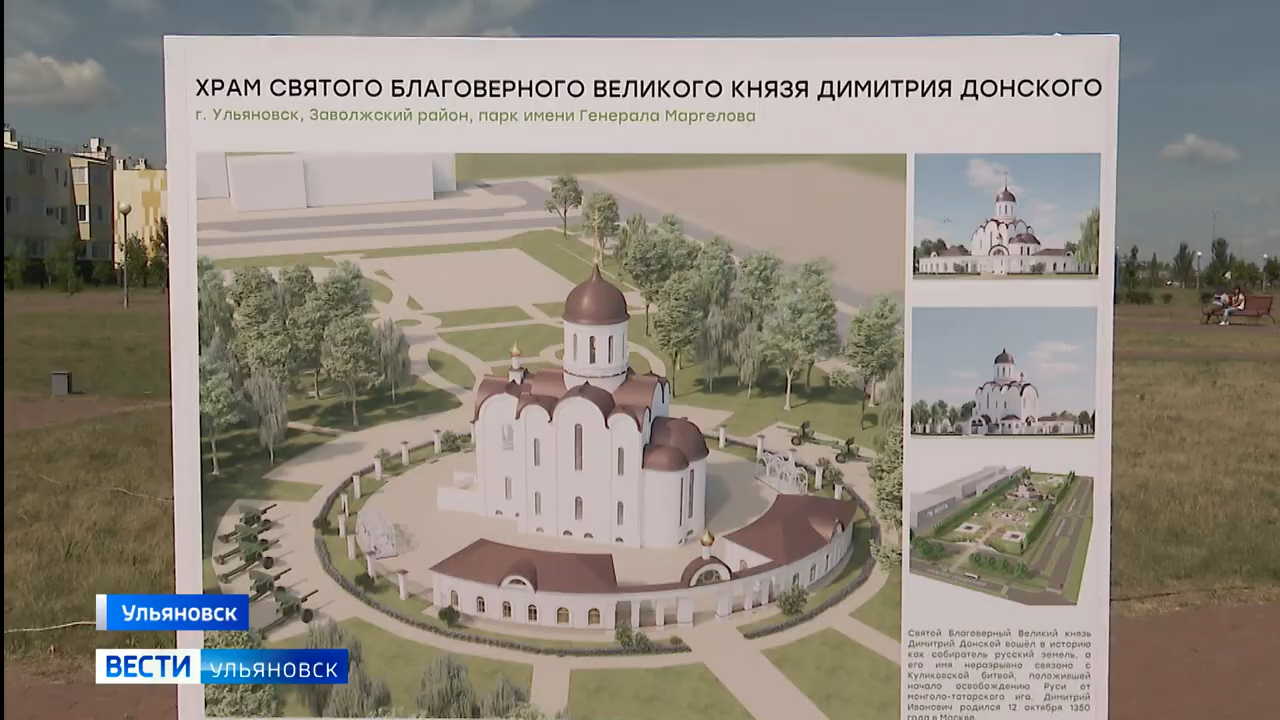 ХРАМ СВЯТОГО БЛАГОВЕРНОГО ВЕЛИКОГО КНЯЗЯ ДИМИТРИЯ ДОНСКОГО
г. Ульяновск, Заволжский район, парк имени Генерала Маргелова
Святой Благоверный Великий князь
Димитрий Донской вошёл в историю
как собиратель русский земель, а
его имя неразрывно связано с
Куликовской битвой, положившей
начало освобождению Руси от
монголо-татарского ига. Димитрий
Иванович родился 12 октября 1350
года в Москве.
Ульяновск
ВЕСТИ УЛЬЯНОВСК